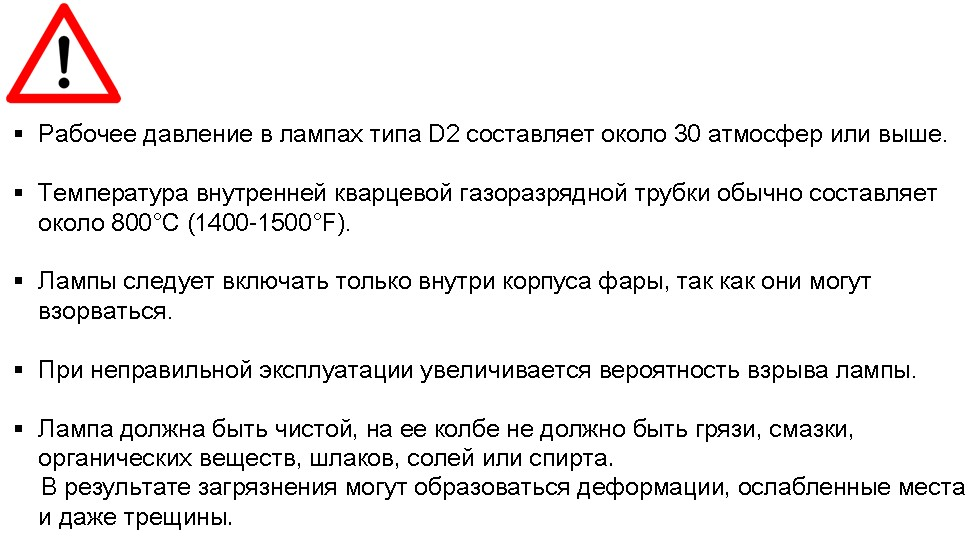 ▪ Рабочее давление в лампах типа D2 составляет около 30 атмосфер или выше.
▪ Температура внутренней кварцевой газоразрядной трубки обычно составляет
около 800°C (1400-1500°F).
▪ Лампы следует включать только внутри корпуса фары, так как они могут
взорваться.
▪ При неправильной эксплуатации увеличивается вероятность взрыва лампы.
▪ Лампа должна быть чистой, на ее колбе не должно быть грязи, смазки,
органических веществ, шлаков, солей или спирта.
В результате загрязнения могут образоваться деформации, ослабленные места
и даже трещины.